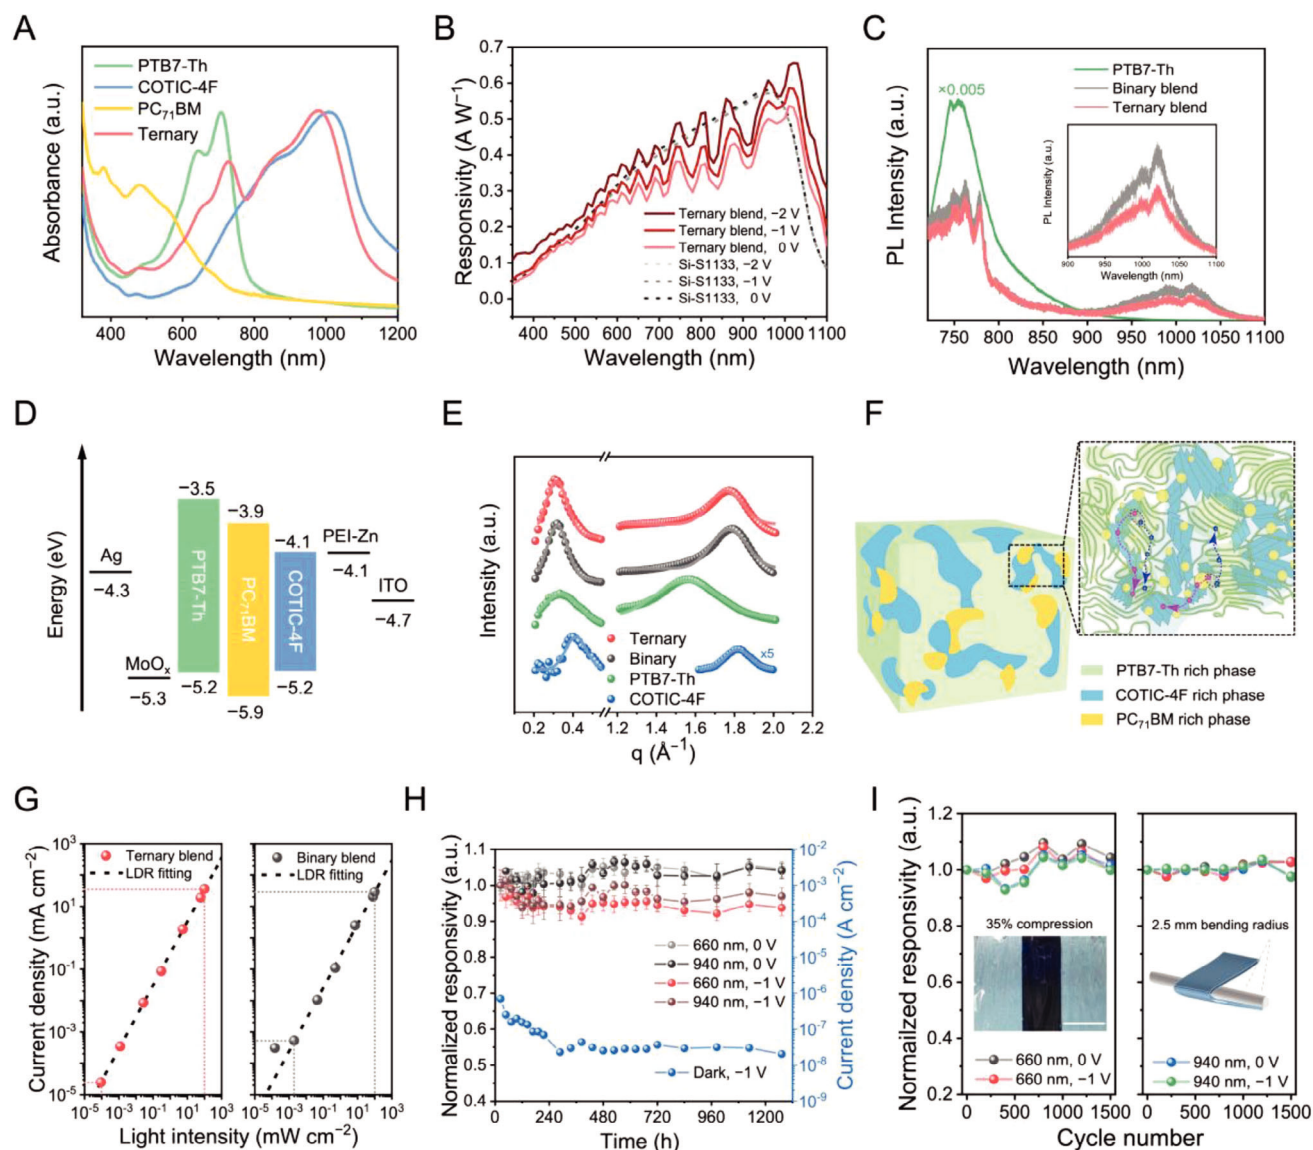 A
Absorbance (a.u.)
PTB7-Th
COTIC-4F
PC₇₁BM
Ternary
400 600 800 1000 1200
Wavelength (nm)
B
Responsivity (A W⁻¹)
0.7
0.6
0.5
0.4
0.3
0.2
0.1
0.0
Ternary blend, −2 V
Ternary blend, −1 V
Ternary blend, 0 V
Si-S1133, −2 V
Si-S1133, −1 V
Si-S1133, 0 V
400 500 600 700 800 900 1000 1100
Wavelength (nm)
C
PL Intensity (a.u.)
×0.005
PTB7-Th
Binary blend
Ternary blend
PL Intensity (a.u.)
900 950 1000 1050 1100
Wavelength (nm)
750 800 850 900 950 1000 1050 1100
Wavelength (nm)
D
Energy (eV)
Ag
−4.3
MoOₓ
−5.3
−3.5
PTB7-Th
−5.2
−3.9
PC₇₁BM
−5.9
−4.1
COTIC-4F
−5.2
PEI-Zn
−4.1
ITO
−4.7
E
Intensity (a.u.)
Ternary
Binary
PTB7-Th
COTIC-4F
x5
0.2 0.4 1.2 1.4 1.6 1.8 2.0 2.2
q (Å⁻¹)
F
PTB7-Th rich phase
COTIC-4F rich phase
PC₇₁BM rich phase
G
Current density (mA cm⁻²)
10³
10¹
10⁻¹
10⁻³
10⁻⁵
Ternary blend
LDR fitting
Binary blend
LDR fitting
10⁻⁵ 10⁻³ 10⁻¹ 10¹ 10³
10⁻⁵ 10⁻³ 10⁻¹ 10¹ 10³
Light intensity (mW cm⁻²)
H
Normalized responsivity (a.u.)
1.1
1.0
0.9
0.8
0.7
0.6
0.5
0.4
660 nm, 0 V
940 nm, 0 V
660 nm, −1 V
940 nm, −1 V
Dark, −1 V
10⁻²
10⁻³
10⁻⁴
10⁻⁵
10⁻⁶
10⁻⁷
10⁻⁸
10⁻⁹
Current density (A cm⁻²)
0 240 480 720 960 1200
Time (h)
I
Normaized responsivity (a.u.)
1.2
1.0
0.8
0.6
0.4
0.2
35% compression
660 nm, 0 V
660 nm, −1 V
2.5 mm bending radius
940 nm, 0 V
940 nm, −1 V
0 500 1000 1500
0 500 1000 1500
Cycle number